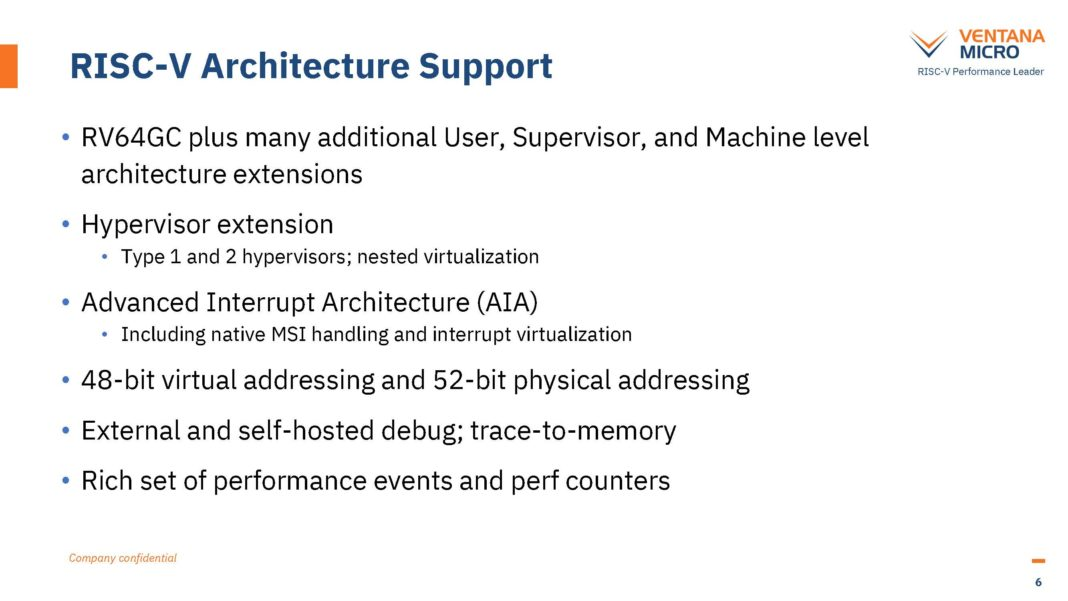 RISC-V Architecture Support
VENTANA
MICRO
RISC-V Performance Leader
• RV64GC plus many additional User, Supervisor, and Machine level
architecture extensions
• Hypervisor extension
• Type 1 and 2 hypervisors; nested virtualization
• Advanced Interrupt Architecture (AIA)
• Including native MSI handling and interrupt virtualization
• 48-bit virtual addressing and 52-bit physical addressing
• External and self-hosted debug; trace-to-memory
• Rich set of performance events and perf counters
Company confidential
6